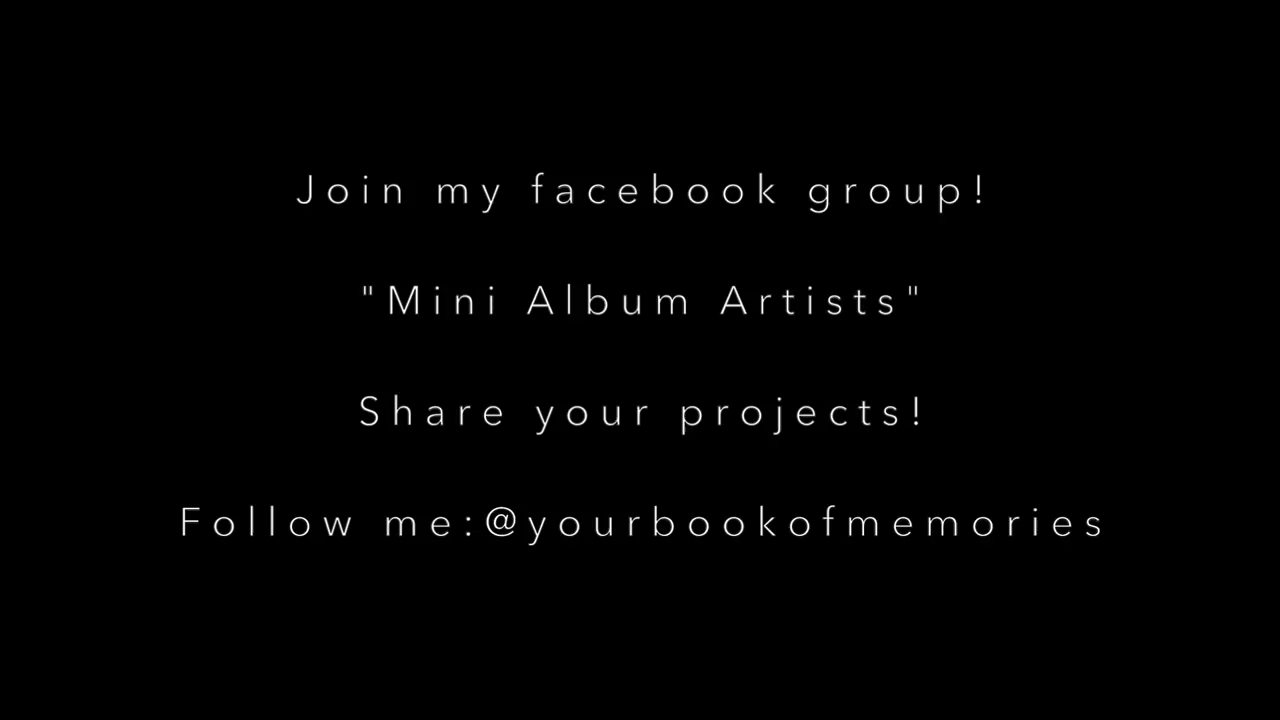 Join my facebook group!
"Mini Album Artists"
Share your projects!
Follow me:@yourbookofmemories